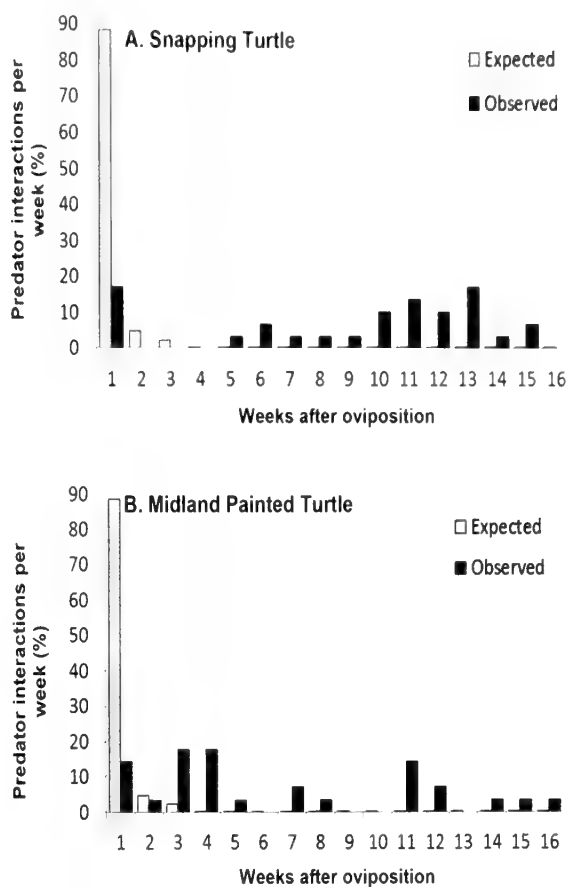 A. Snapping Turtle
Expected
Observed
Predator interactions per
week (%)
90
80
70
60
50
40
30
20
10
0
1 2 3 4 5 6 7 8 9 10 11 12 13 14 15 16
Weeks after oviposition
B. Midland Painted Turtle
Expected
Observed
Predator interactions per
week (%)
90
80
70
60
50
40
30
20
10
0
1 2 3 4 5 6 7 8 9 10 11 12 13 14 15 16
Weeks after oviposition